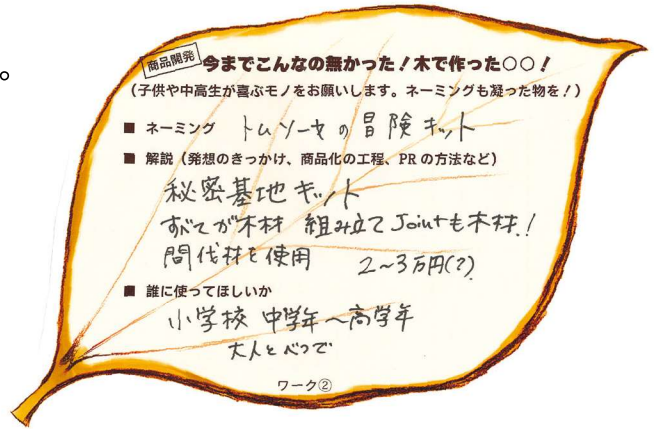 。
商品開発 今までこんなの無かった！木で作った○○！
（子供や中高生が喜ぶモノをお願いします。ネーミングも凝った物を！）
■ ネーミング トムソーヤの冒険キット
■ 解説（発想のきっかけ、商品化の工程、PRの方法など）
秘密基地キット
すべてが木材 組み立てJointも木材！
間伐材を使用 2～3万円(?)
■ 誰に使ってほしいか
小学校 中学年～高学年
大人とべつで
ワーク②